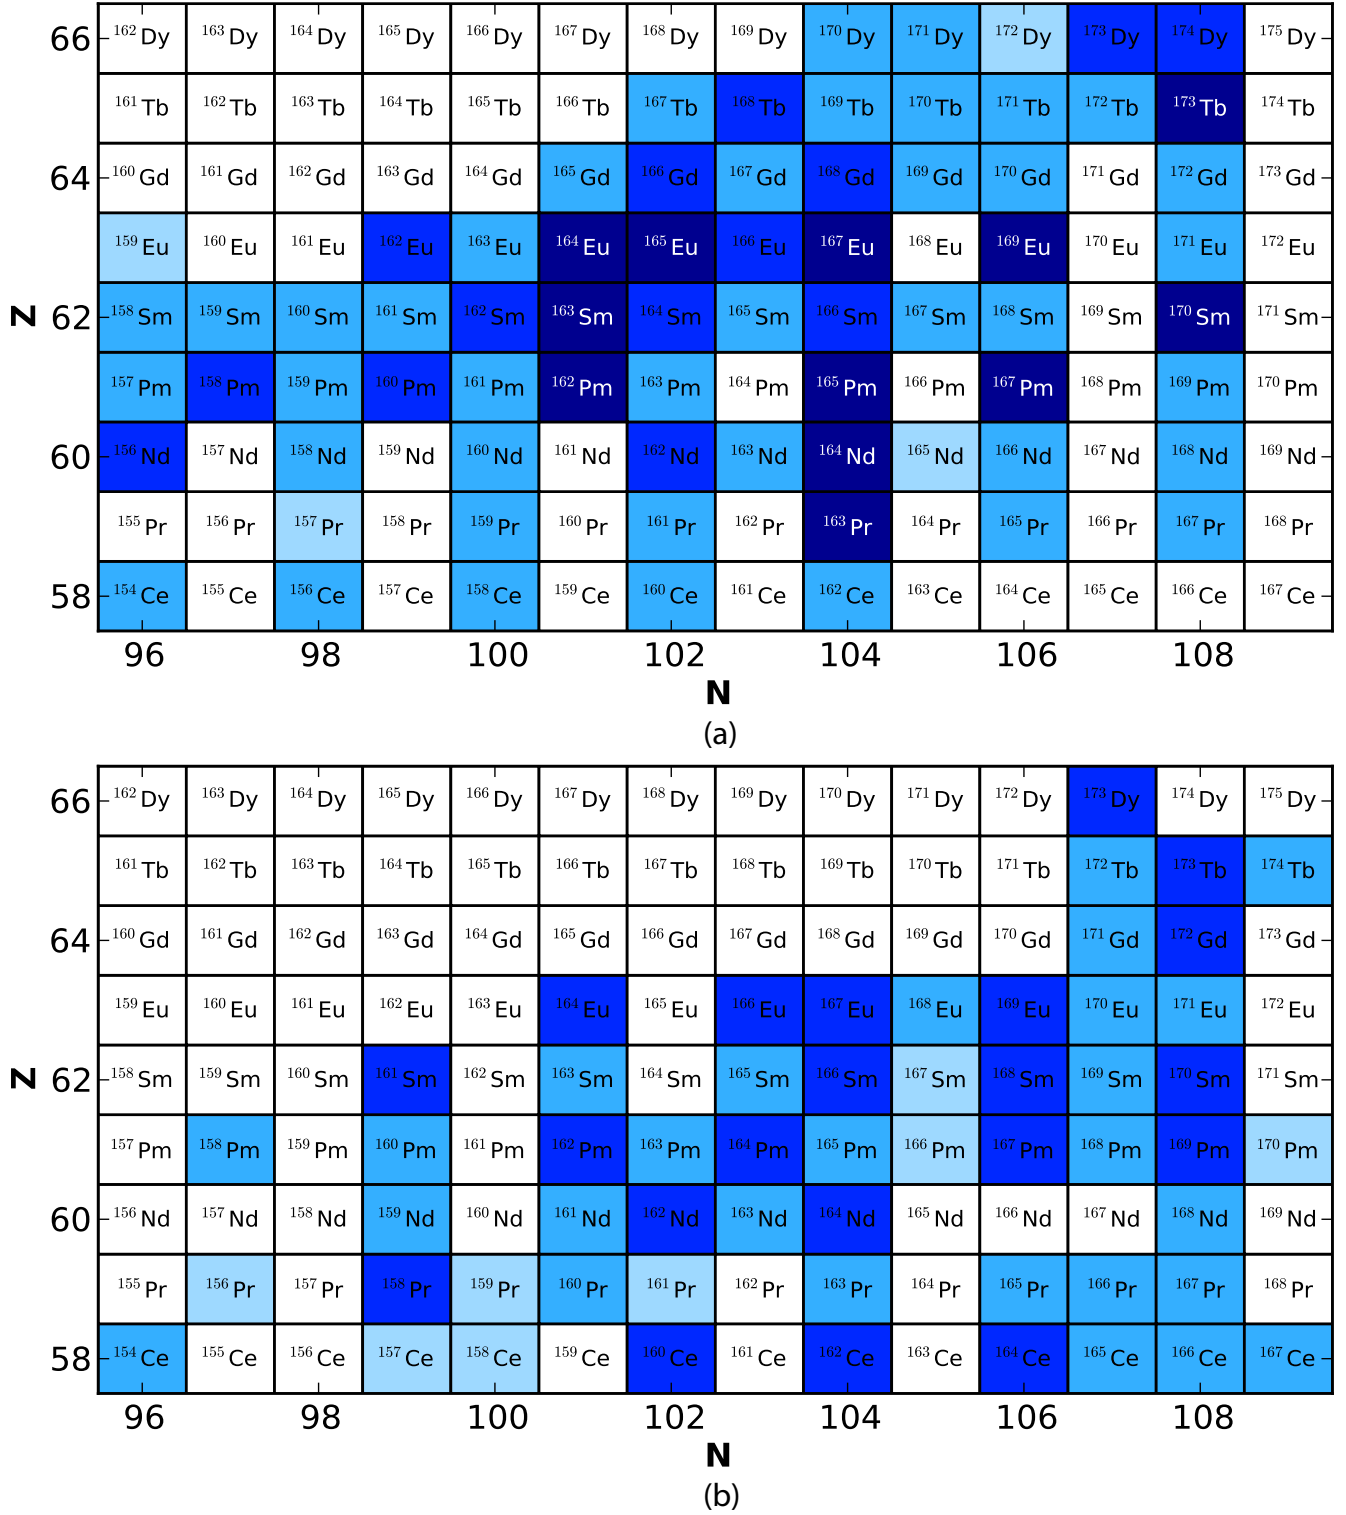 66 162Dy 163Dy 164Dy 165Dy 166Dy 167Dy 168Dy 169Dy 170Dy 171Dy 172Dy 173Dy 174Dy 175Dy
161Tb 162Tb 163Tb 164Tb 165Tb 166Tb 167Tb 168Tb 169Tb 170Tb 171Tb 172Tb 173Tb 174Tb
64 160Gd 161Gd 162Gd 163Gd 164Gd 165Gd 166Gd 167Gd 168Gd 169Gd 170Gd 171Gd 172Gd 173Gd
159Eu 160Eu 161Eu 162Eu 163Eu 164Eu 165Eu 166Eu 167Eu 168Eu 169Eu 170Eu 171Eu 172Eu
Z 62 158Sm 159Sm 160Sm 161Sm 162Sm 163Sm 164Sm 165Sm 166Sm 167Sm 168Sm 169Sm 170Sm 171Sm
157Pm 158Pm 159Pm 160Pm 161Pm 162Pm 163Pm 164Pm 165Pm 166Pm 167Pm 168Pm 169Pm 170Pm
60 156Nd 157Nd 158Nd 159Nd 160Nd 161Nd 162Nd 163Nd 164Nd 165Nd 166Nd 167Nd 168Nd 169Nd
155Pr 156Pr 157Pr 158Pr 159Pr 160Pr 161Pr 162Pr 163Pr 164Pr 165Pr 166Pr 167Pr 168Pr
58 154Ce 155Ce 156Ce 157Ce 158Ce 159Ce 160Ce 161Ce 162Ce 163Ce 164Ce 165Ce 166Ce 167Ce
96 98 100 102 104 106 108
N
(a)
66 162Dy 163Dy 164Dy 165Dy 166Dy 167Dy 168Dy 169Dy 170Dy 171Dy 172Dy 173Dy 174Dy 175Dy
161Tb 162Tb 163Tb 164Tb 165Tb 166Tb 167Tb 168Tb 169Tb 170Tb 171Tb 172Tb 173Tb 174Tb
64 160Gd 161Gd 162Gd 163Gd 164Gd 165Gd 166Gd 167Gd 168Gd 169Gd 170Gd 171Gd 172Gd 173Gd
159Eu 160Eu 161Eu 162Eu 163Eu 164Eu 165Eu 166Eu 167Eu 168Eu 169Eu 170Eu 171Eu 172Eu
Z 62 158Sm 159Sm 160Sm 161Sm 162Sm 163Sm 164Sm 165Sm 166Sm 167Sm 168Sm 169Sm 170Sm 171Sm
157Pm 158Pm 159Pm 160Pm 161Pm 162Pm 163Pm 164Pm 165Pm 166Pm 167Pm 168Pm 169Pm 170Pm
60 156Nd 157Nd 158Nd 159Nd 160Nd 161Nd 162Nd 163Nd 164Nd 165Nd 166Nd 167Nd 168Nd 169Nd
155Pr 156Pr 157Pr 158Pr 159Pr 160Pr 161Pr 162Pr 163Pr 164Pr 165Pr 166Pr 167Pr 168Pr
58 154Ce 155Ce 156Ce 157Ce 158Ce 159Ce 160Ce 161Ce 162Ce 163Ce 164Ce 165Ce 166Ce 167Ce
96 98 100 102 104 106 108
N
(b)